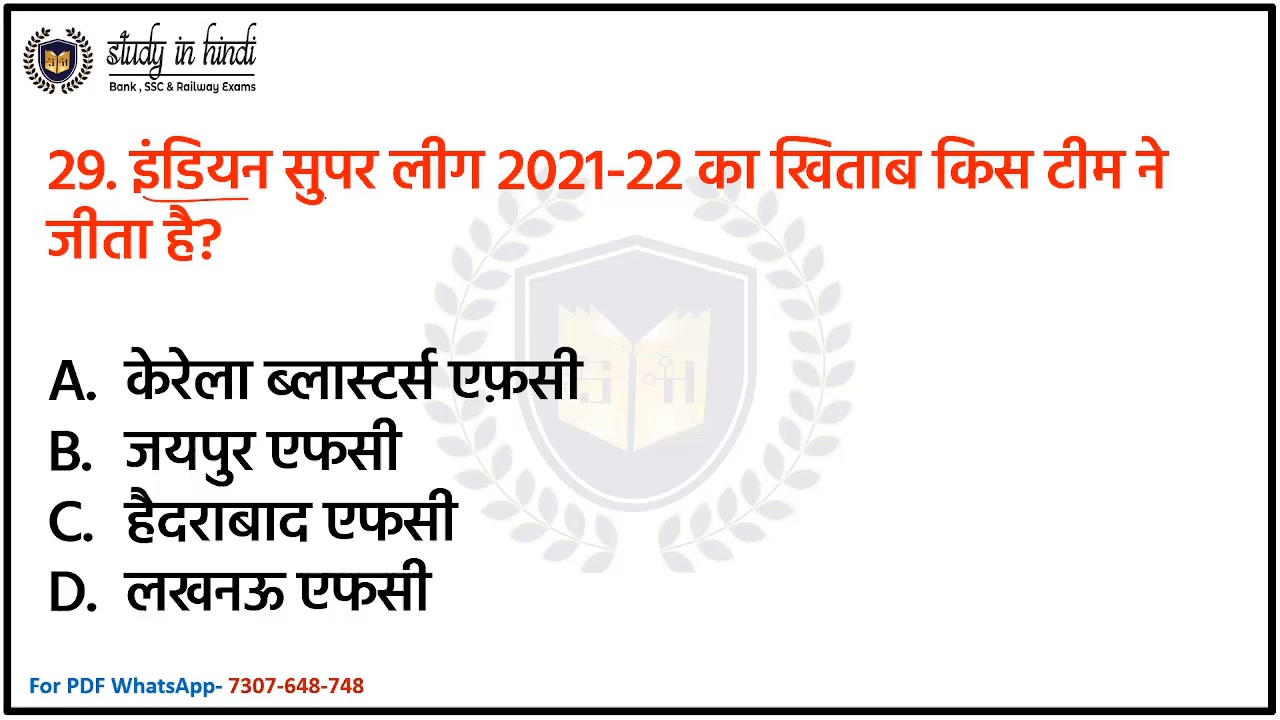 study in hindi
Bank , SSC & Railway Exams
29. इंडियन सुपर लीग 2021-22 का खिताब किस टीम ने
जीता है?
S H
A. केरेला ब्लास्टर्स एफ़सी
B. जयपुर एफसी
C. हैदराबाद एफसी
D. लखनऊ एफसी
For PDF WhatsApp- 7307-648-748